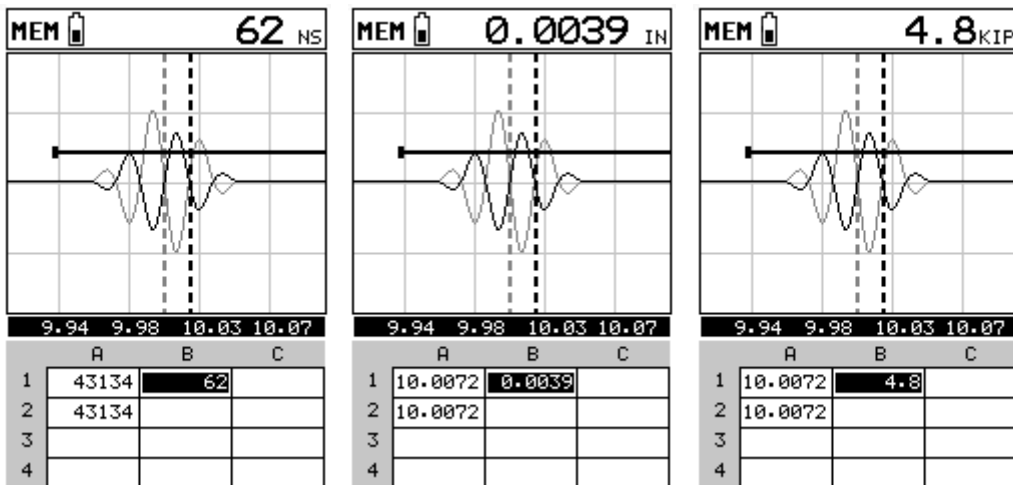 MEM 62 NS
9.94 9.98 10.03 10.07
A B C
1 43134 62
2 43134
3
4
MEM 0.0039 IN
9.94 9.98 10.03 10.07
A B C
1 10.0072 0.0039
2 10.0072
3
4
MEM 4.8 KIP
9.94 9.98 10.03 10.07
A B C
1 10.0072 4.8
2 10.0072
3
4